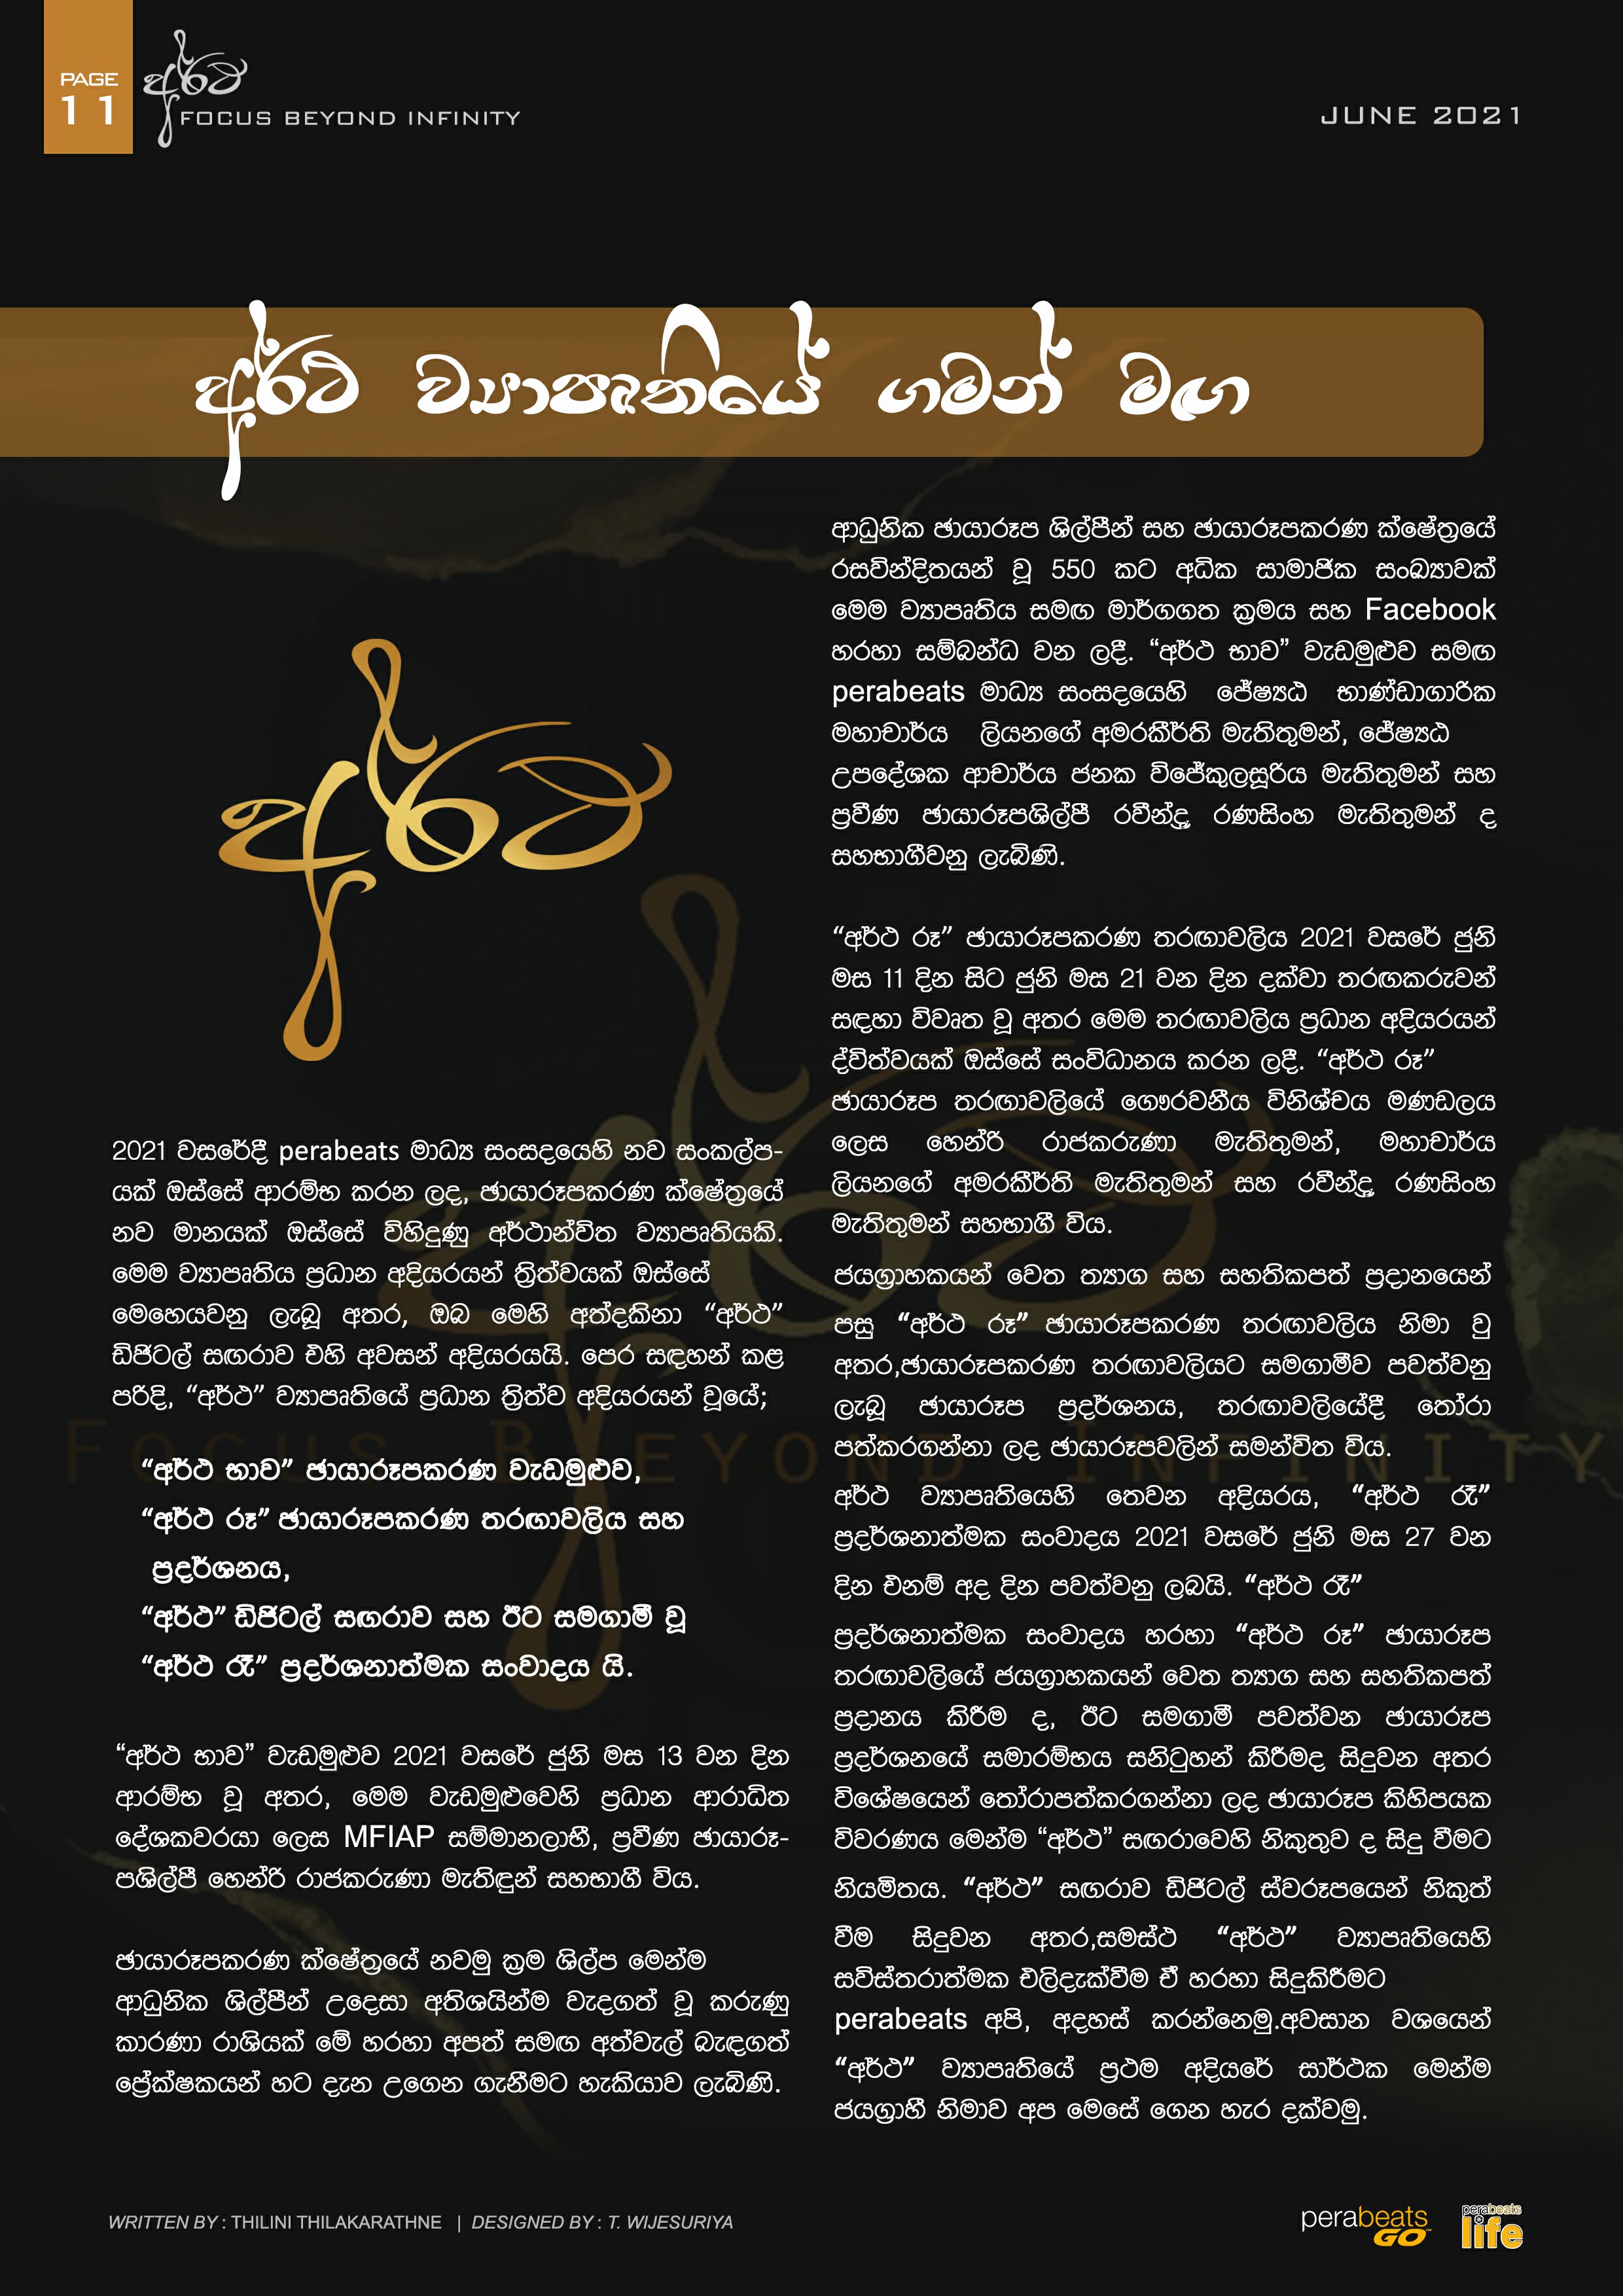 PAGE
11
අර්ථ
FOCUS BEYOND INFINITY
JUNE 2021
අර්ථ ව්‍යාපෘතියේ ගමන් මඟ
අර්ථ
2021 වසරේදී perabeats මාධ්‍ය සංසදයෙහි නව සංකල්ප-
යක් ඔස්සේ ආරම්භ කරන ලද, ඡායාරූපකරණ ක්ෂේත්‍රයේ
නව මානයක් ඔස්සේ විහිදුණු අර්ථාන්විත ව්‍යාපෘතියකි.
මෙම ව්‍යාපෘතිය ප්‍රධාන අදියරයන් ත්‍රිත්වයක් ඔස්සේ
මෙහෙයවනු ලැබූ අතර, ඔබ මෙහි අත්දකිනා “අර්ථ”
ඩිජිටල් සඟරාව එහි අවසන් අදියරයයි. පෙර සඳහන් කළ
පරිදි, “අර්ථ” ව්‍යාපෘතියේ ප්‍රධාන ත්‍රිත්ව අදියරයන් වූයේ;
“අර්ථ භාව” ඡායාරූපකරණ වැඩමුළුව,
“අර්ථ රූ” ඡායාරූපකරණ තරඟාවලිය සහ
ප්‍රදර්ශනය,
“අර්ථ” ඩිජිටල් සඟරාව සහ ඊට සමගාමී වූ
“අර්ථ රෑ” ප්‍රදර්ශනාත්මක සංවාදය යි.
“අර්ථ භාව” වැඩමුළුව 2021 වසරේ ජුනි මස 13 වන දින
ආරම්භ වූ අතර, මෙම වැඩමුළුවෙහි ප්‍රධාන ආරාධිත
දේශකවරයා ලෙස MFIAP සම්මානලාභී, ප්‍රවීණ ඡායාරූ-
පශිල්පී හෙන්රි රාජකරුණා මැතිඳුන් සහභාගී විය.
ඡායාරූපකරණ ක්ෂේත්‍රයේ නවමු ක්‍රම ශිල්ප මෙන්ම
ආධුනික ශිල්පීන් උදෙසා අතිශයින්ම වැදගත් වූ කරුණු
කාරණා රාශියක් මේ හරහා අපත් සමඟ අත්වැල් බැඳගත්
ප්‍රේක්ෂකයන් හට දැන උගෙන ගැනීමට හැකියාව ලැබිණි.
ආධුනික ඡායාරූප ශිල්පීන් සහ ඡායාරූපකරණ ක්ෂේත්‍රයේ
රසවින්දිතයන් වූ 550 කට අධික සාමාජික සංඛ්‍යාවක්
මෙම ව්‍යාපෘතිය සමඟ මාර්ගගත ක්‍රමය සහ Facebook
හරහා සම්බන්ධ වන ලදී. “අර්ථ භාව” වැඩමුළුව සමඟ
perabeats මාධ්‍ය සංසදයෙහි ජේෂ්‍යඨ භාණ්ඩාගාරික
මහාචාර්ය ලියනගේ අමරකීර්ති මැතිතුමන්, ජේෂ්‍යඨ
උපදේශක ආචාර්ය ජනක විජේකුලසූරිය මැතිතුමන් සහ
ප්‍රවීණ ඡායාරූපශිල්පී රවීන්ද්‍ර රණසිංහ මැතිතුමන් ද
සහභාගීවනු ලැබිණි.
“අර්ථ රූ” ඡායාරූපකරණ තරඟාවලිය 2021 වසරේ ජුනි
මස 11 දින සිට ජුනි මස 21 වන දින දක්වා තරඟකරුවන්
සඳහා විවෘත වූ අතර මෙම තරඟාවලිය ප්‍රධාන අදියරයන්
ද්විත්වයක් ඔස්සේ සංවිධානය කරන ලදී. “අර්ථ රූ”
ඡායාරූප තරඟාවලියේ ගෞරවනීය විනිශ්චය මණඩලය
ලෙස හෙන්රි රාජකරුණා මැතිතුමන්, මහාචාර්ය
ලියනගේ අමරකීර්ති මැතිතුමන් සහ රවීන්ද්‍ර රණසිංහ
මැතිතුමන් සහභාගී විය.
ජයග්‍රාහකයන් වෙත ත්‍යාග සහ සහතිකපත් ප්‍රදානයෙන්
පසු “අර්ථ රූ” ඡායාරූපකරණ තරඟාවලිය නිමා වු
අතර,ඡායාරූපකරණ තරඟාවලියට සමගාමීව පවත්වනු
ලැබූ ඡායාරූප ප්‍රදර්ශනය, තරඟාවලියේදී තෝරා
පත්කරගන්නා ලද ඡායාරූපවලින් සමන්විත විය.
අර්ථ ව්‍යාපෘතියෙහි තෙවන අදියරය, “අර්ථ රෑ”
ප්‍රදර්ශනාත්මක සංවාදය 2021 වසරේ ජුනි මස 27 වන
දින එනම් අද දින පවත්වනු ලබයි. “අර්ථ රෑ”
ප්‍රදර්ශනාත්මක සංවාදය හරහා “අර්ථ රූ” ඡායාරූප
තරඟාවලියේ ජයග්‍රාහකයන් වෙත ත්‍යාග සහ සහතිකපත්
ප්‍රදානය කිරීම ද, ඊට සමගාමී පවත්වන ඡායාරූප
ප්‍රදර්ශනයේ සමාරම්භය සනිටුහන් කිරීමද සිදුවන අතර
විශේෂයෙන් තෝරාපත්කරගන්නා ලද ඡායාරූප කිහිපයක
විවරණය මෙන්ම “අර්ථ” සඟරාවෙහි නිකුතුව ද සිදු වීමට
නියමිතය. “අර්ථ” සඟරාව ඩිජිටල් ස්වරූපයෙන් නිකුත්
වීම සිදුවන අතර,සමස්ථ “අර්ථ” ව්‍යාපෘතියෙහි
සවිස්තරාත්මක එලිදැක්වීම ඒ හරහා සිදුකිරීමට
perabeats අපි, අදහස් කරන්නෙමු.අවසාන වශයෙන්
“අර්ථ” ව්‍යාපෘතියේ ප්‍රථම අදියරේ සාර්ථක මෙන්ම
ජයග්‍රාහී නිමාව අප මෙසේ ගෙන හැර දක්වමු.
FOCUS BEYOND INFINITY
WRITTEN BY : THILINI THILAKARATHNE | DESIGNED BY : T. WIJESURIYA
perabeats GO
perabeats life